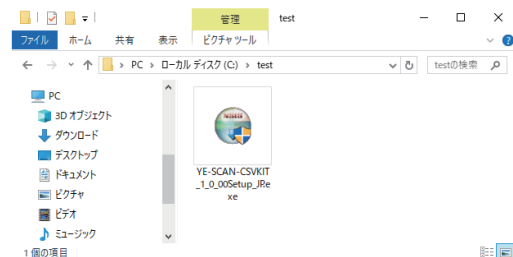 管理
test
ファイル ホーム 共有 表示 ピクチャ ツール
PC › ローカル ディスク (C:) › test
testの検索
PC
3D オブジェクト
ダウンロード
デスクトップ
ドキュメント
ピクチャ
ビデオ
ミュージック
YE-SCAN-CSVKIT
_1_0_00Setup_JP.e
xe
1 個の項目